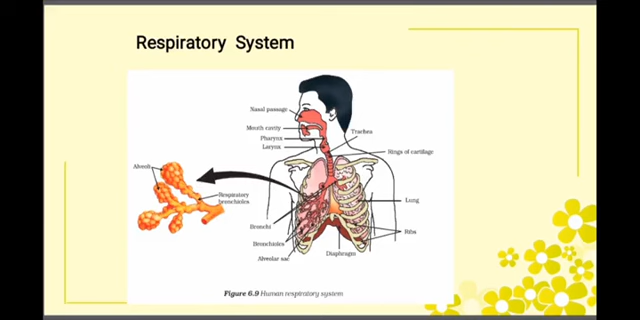 Respiratory System
Nasal passage
Mouth cavity
Pharynx
Larynx
Trachea
Rings of cartilage
Alveoli
Respiratory
bronchioles
Lung
Bronchi
Ribs
Bronchioles
Alveolar sac
Diaphragm
Figure 6.9 Human respiratory system